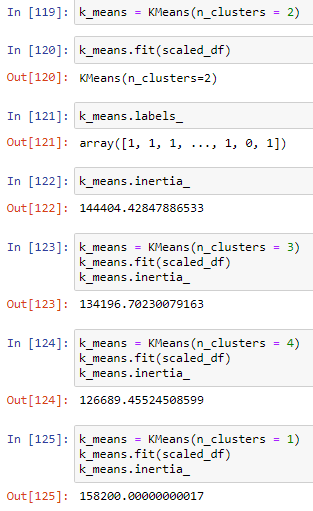 In [119]: k_means = KMeans(n_clusters = 2)
In [120]: k_means.fit(scaled_df)
Out[120]: KMeans(n_clusters=2)
In [121]: k_means.labels_
Out[121]: array([1, 1, 1, ..., 1, 0, 1])
In [122]: k_means.inertia_
Out[122]: 144404.42847886533
In [123]: k_means = KMeans(n_clusters = 3)
k_means.fit(scaled_df)
k_means.inertia_
Out[123]: 134196.70230079163
In [124]: k_means = KMeans(n_clusters = 4)
k_means.fit(scaled_df)
k_means.inertia_
Out[124]: 126689.45524508599
In [125]: k_means = KMeans(n_clusters = 1)
k_means.fit(scaled_df)
k_means.inertia_
Out[125]: 158200.00000000017